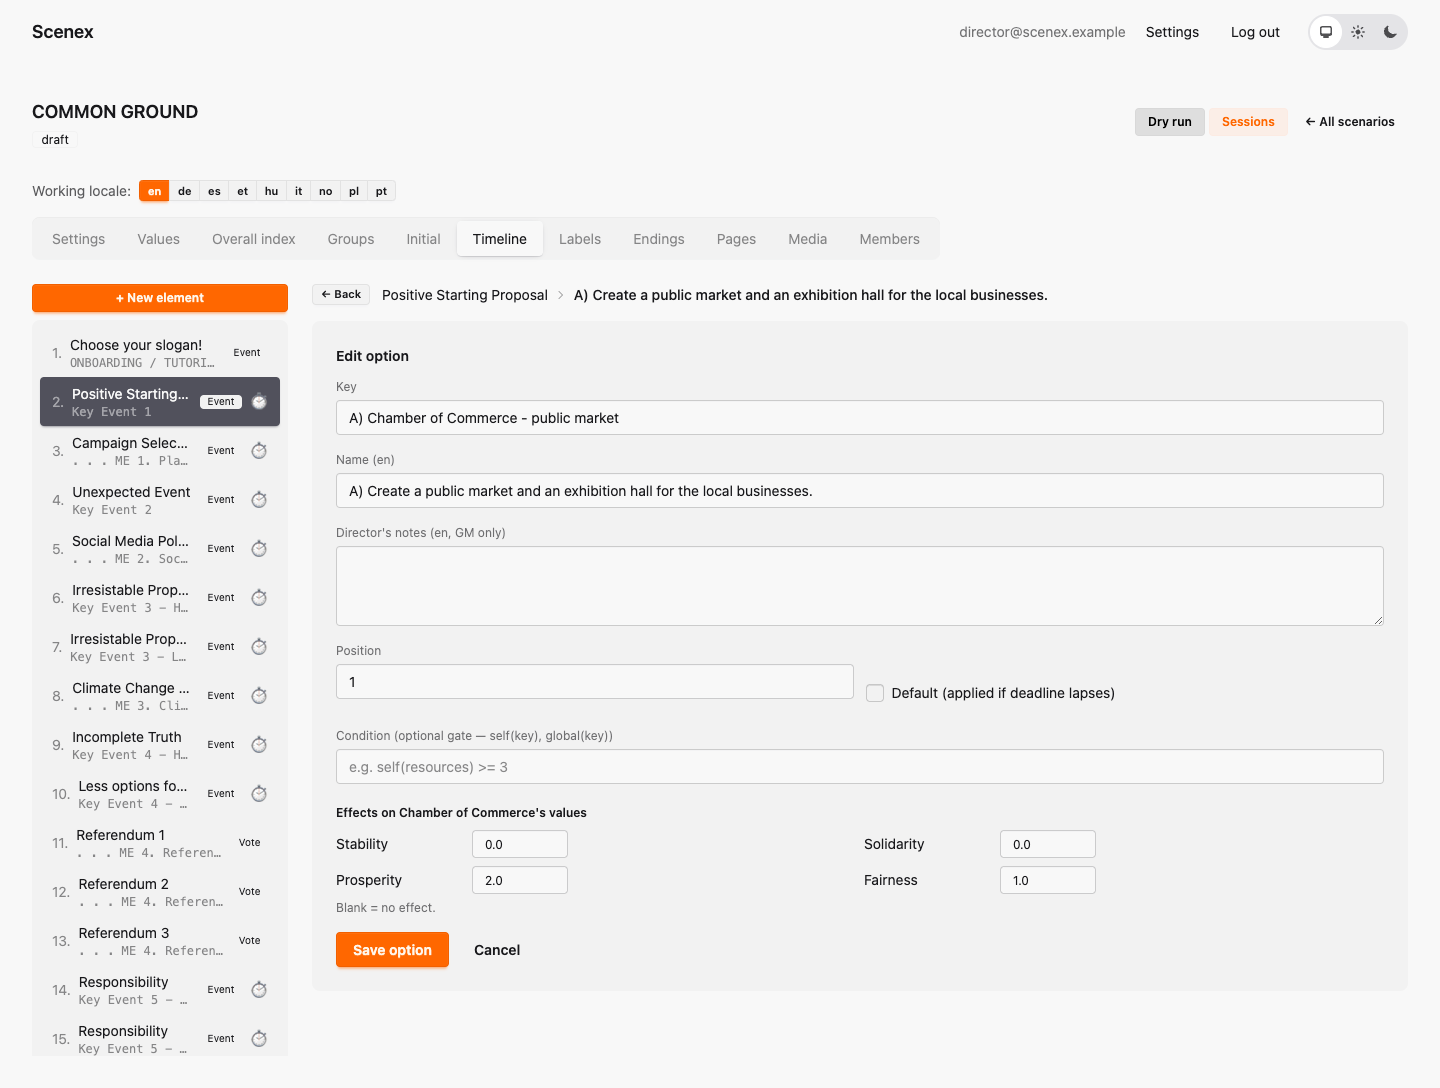 Scenex
director@scenex.example
Settings
Log out
COMMON GROUND
draft
Dry run
Sessions
← All scenarios
Working locale:
en
de
es
et
hu
it
no
pl
pt
Settings
Values
Overall index
Groups
Initial
Timeline
Labels
Endings
Pages
Media
Members
+ New element
1.
Choose your slogan!
ONBOARDING / TUTORI…
Event
2.
Positive Starting…
Key Event 1
Event
3.
Campaign Selec…
. . . ME 1. Pla…
Event
4.
Unexpected Event
Key Event 2
Event
5.
Social Media Pol…
. . . ME 2. Soc…
Event
6.
Irresistable Prop…
Key Event 3 – H…
Event
7.
Irresistable Prop…
Key Event 3 – L…
Event
8.
Climate Change …
. . . ME 3. Cli…
Event
9.
Incomplete Truth
Key Event 4 – H…
Event
10.
Less options fo…
Key Event 4 – …
Event
11.
Referendum 1
. . . ME 4. Referen…
Vote
12.
Referendum 2
. . . ME 4. Referen…
Vote
13.
Referendum 3
. . . ME 4. Referen…
Vote
14.
Responsibility
Key Event 5 – …
Event
15.
Responsibility
Key Event 5 – …
Event
← Back
Positive Starting Proposal
A) Create a public market and an exhibition hall for the local businesses.
Edit option
Key
A) Chamber of Commerce - public market
Name (en)
A) Create a public market and an exhibition hall for the local businesses.
Director's notes (en, GM only)
Position
1
Default (applied if deadline lapses)
Condition (optional gate — self(key), global(key))
e.g. self(resources) >= 3
Effects on Chamber of Commerce's values
Stability
0.0
Solidarity
0.0
Prosperity
2.0
Fairness
1.0
Blank = no effect.
Save option
Cancel